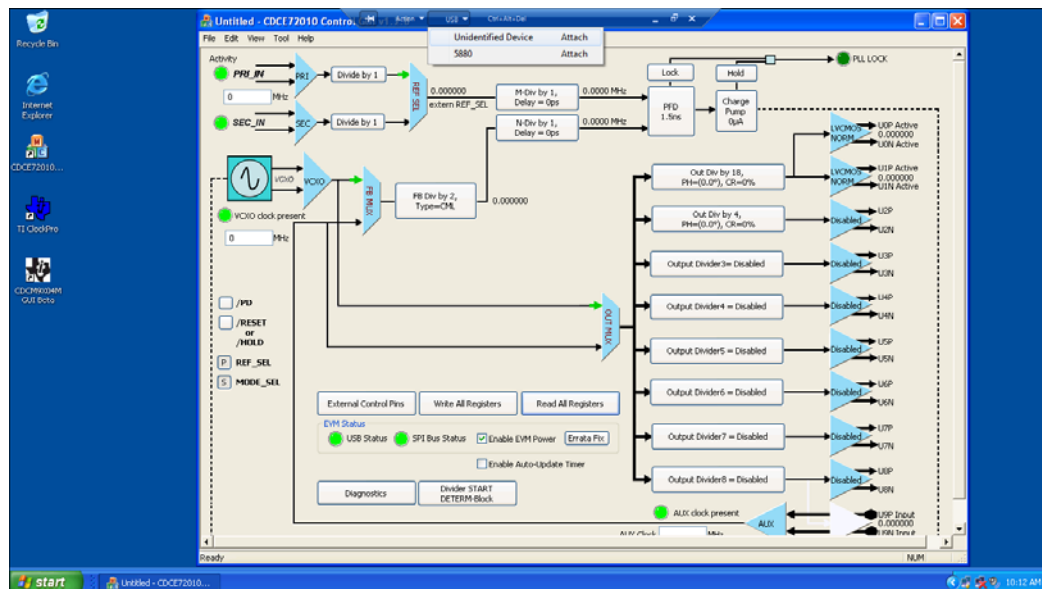 Recycle Bin
Internet
Explorer
CDCE72010...
TI ClockPro
GUI Beta
Untitled - CDCE72010 Control
Action
USB
Ctrl+Alt+Del
File Edit View Tool Help
Unidentified Device Attach
5880 Attach
Activity
PRI_IN
PRI
Divide by 1
0 MHz
SEC_IN
SEC
Divide by 1
REF SEL
0.000000
extern REF_SEL
M-Div by 1,
Delay = 0ps
0.0000 MHz
N-Div by 1,
Delay = 0ps
0.0000 MHz
Lock
PFD
1.5ns
Hold
Charge
Pump
0µA
PLL LOCK
VCXO
VCXO
VCXO clock present
0 MHz
FB MUX
FB Div by 2,
Type=CML
0.000000
Out Div by 18,
PH=(0.0°), CR=0%
LVCMOS
NORM
U0P Active
0.000000
U0N Active
LVCMOS
NORM
U1P Active
0.000000
U1N Active
Out Div by 4,
PH=(0.0°), CR=0%
Disabled
U2P
U2N
Output Divider3= Disabled
Disabled
U3P
U3N
Output Divider4 = Disabled
Disabled
U4P
U4N
Output Divider5 = Disabled
Disabled
U5P
U5N
Output Divider6 = Disabled
Disabled
U6P
U6N
Output Divider7 = Disabled
Disabled
U7P
U7N
Output Divider8 = Disabled
Disabled
U8P
U8N
OUT MUX
/PD
/RESET
or
/HOLD
P REF_SEL
S MODE_SEL
External Control Pins
Write All Registers
Read All Registers
EVM Status
USB Status
SPI Bus Status
Enable EVM Power
Errata Fix
Enable Auto-Update Timer
Diagnostics
Divider START
DETERM-Block
AUX clock present
AUX
U9P Input
0.000000
U9N Input
AUX Clock
MHz
Ready
NUM
start
Untitled - CDCE72010...
10:12 AM